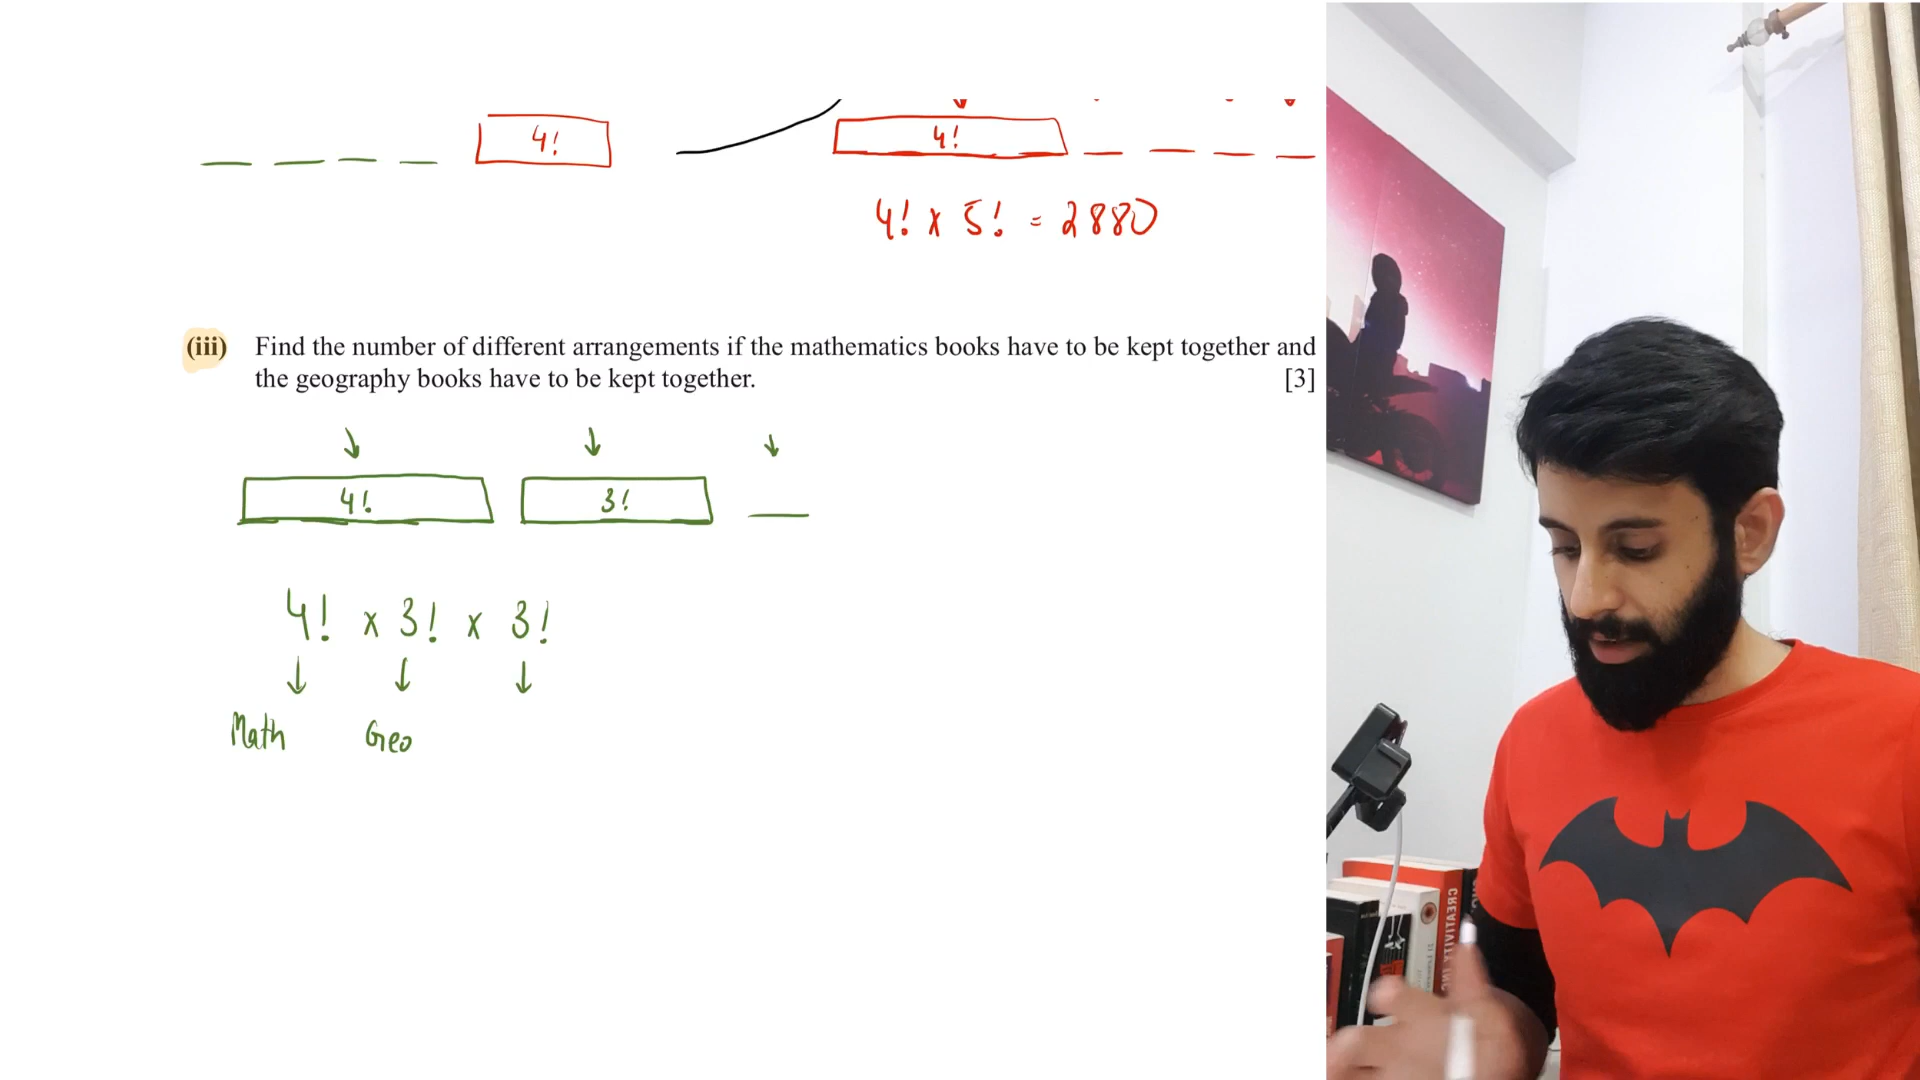 4!
4!
4! x 5! = 2880
(iii) Find the number of different arrangements if the mathematics books have to be kept together and
the geography books have to be kept together. [3]
4! 3!
4! x 3! x 3!
Math Geo